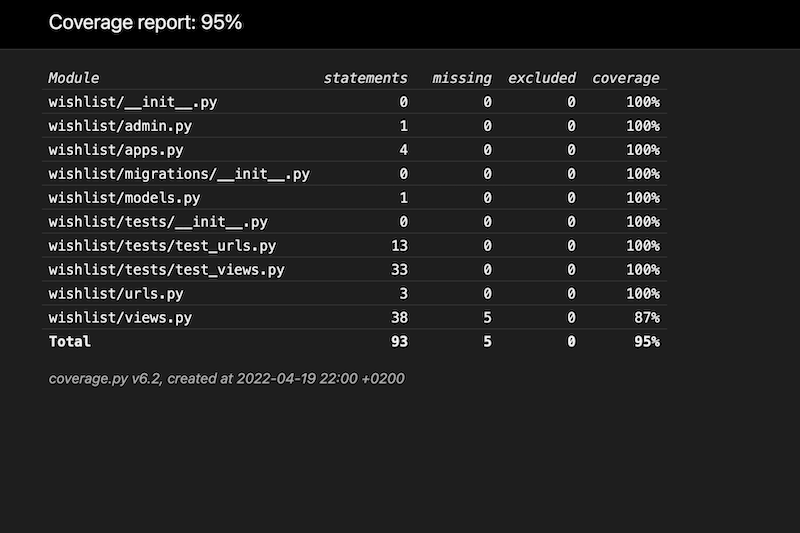 Coverage report: 95%
Module statements missing excluded coverage
wishlist/__init__.py 0 0 0 100%
wishlist/admin.py 1 0 0 100%
wishlist/apps.py 4 0 0 100%
wishlist/migrations/__init__.py 0 0 0 100%
wishlist/models.py 1 0 0 100%
wishlist/tests/__init__.py 0 0 0 100%
wishlist/tests/test_urls.py 13 0 0 100%
wishlist/tests/test_views.py 33 0 0 100%
wishlist/urls.py 3 0 0 100%
wishlist/views.py 38 5 0 87%
Total 93 5 0 95%
coverage.py v6.2, created at 2022-04-19 22:00 +0200